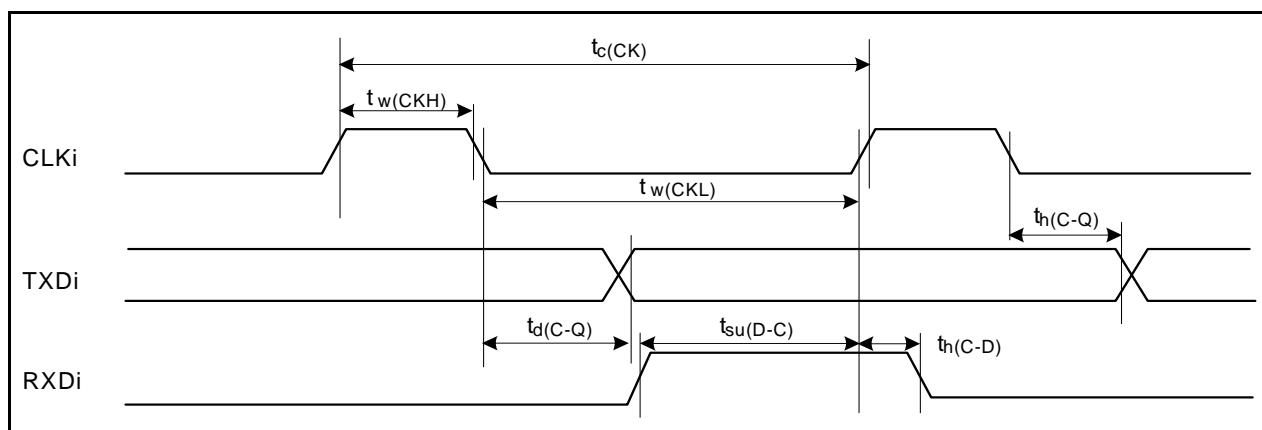 tc(CK)
tw(CKH)
CLKi
tw(CKL)
th(C-Q)
TXDi
td(C-Q)
tsu(D-C)
th(C-D)
RXDi